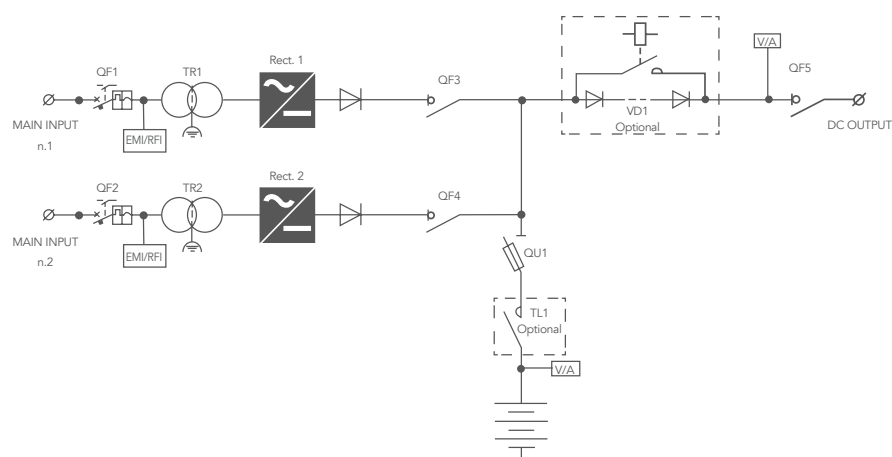 QF1
TR1
Rect. 1
QF3
V/A
QF5
MAIN INPUT
n.1
EMI/RFI
VD1
Optional
DC OUTPUT
QF2
TR2
Rect. 2
QF4
MAIN INPUT
n.2
EMI/RFI
QU1
TL1
Optional
V/A